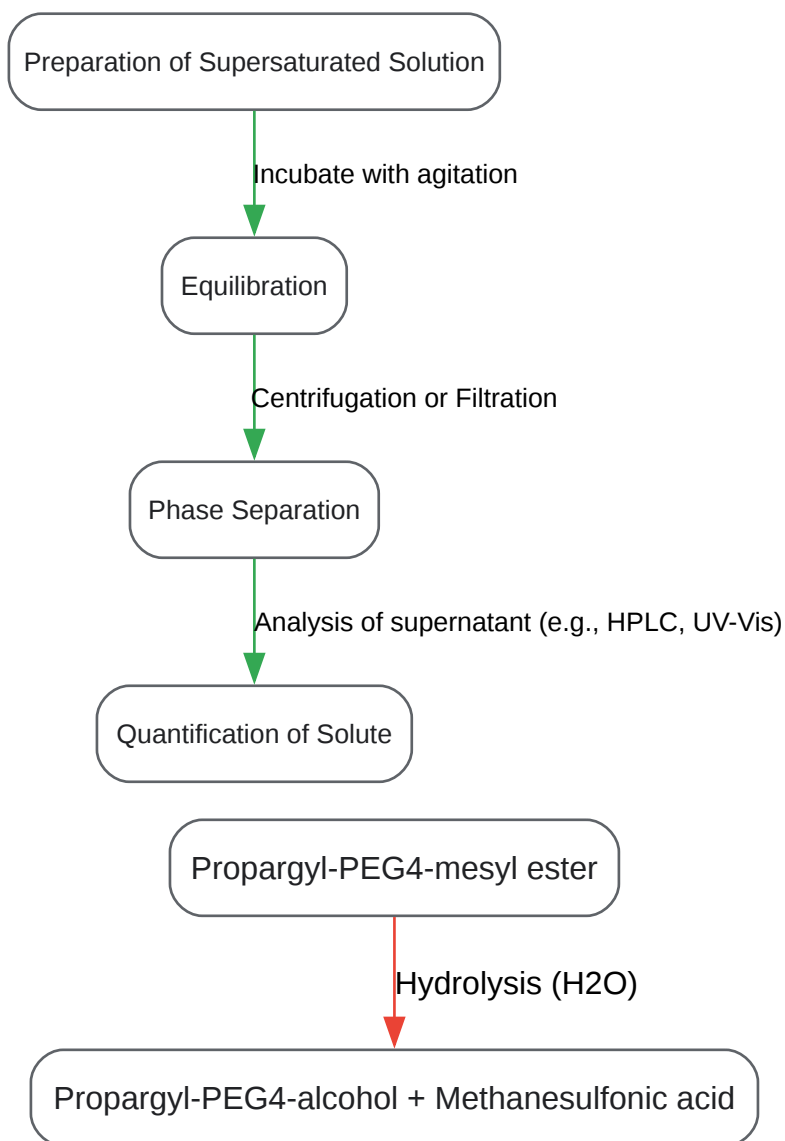 Preparation of Supersaturated Solution
Incubate with agitation
Equilibration
Centrifugation or Filtration
Phase Separation
Analysis of supernatant (e.g., HPLC, UV-Vis)
Quantification of Solute
Propargyl-PEG4-mesyl ester
Hydrolysis (H2O)
Propargyl-PEG4-alcohol + Methanesulfonic acid